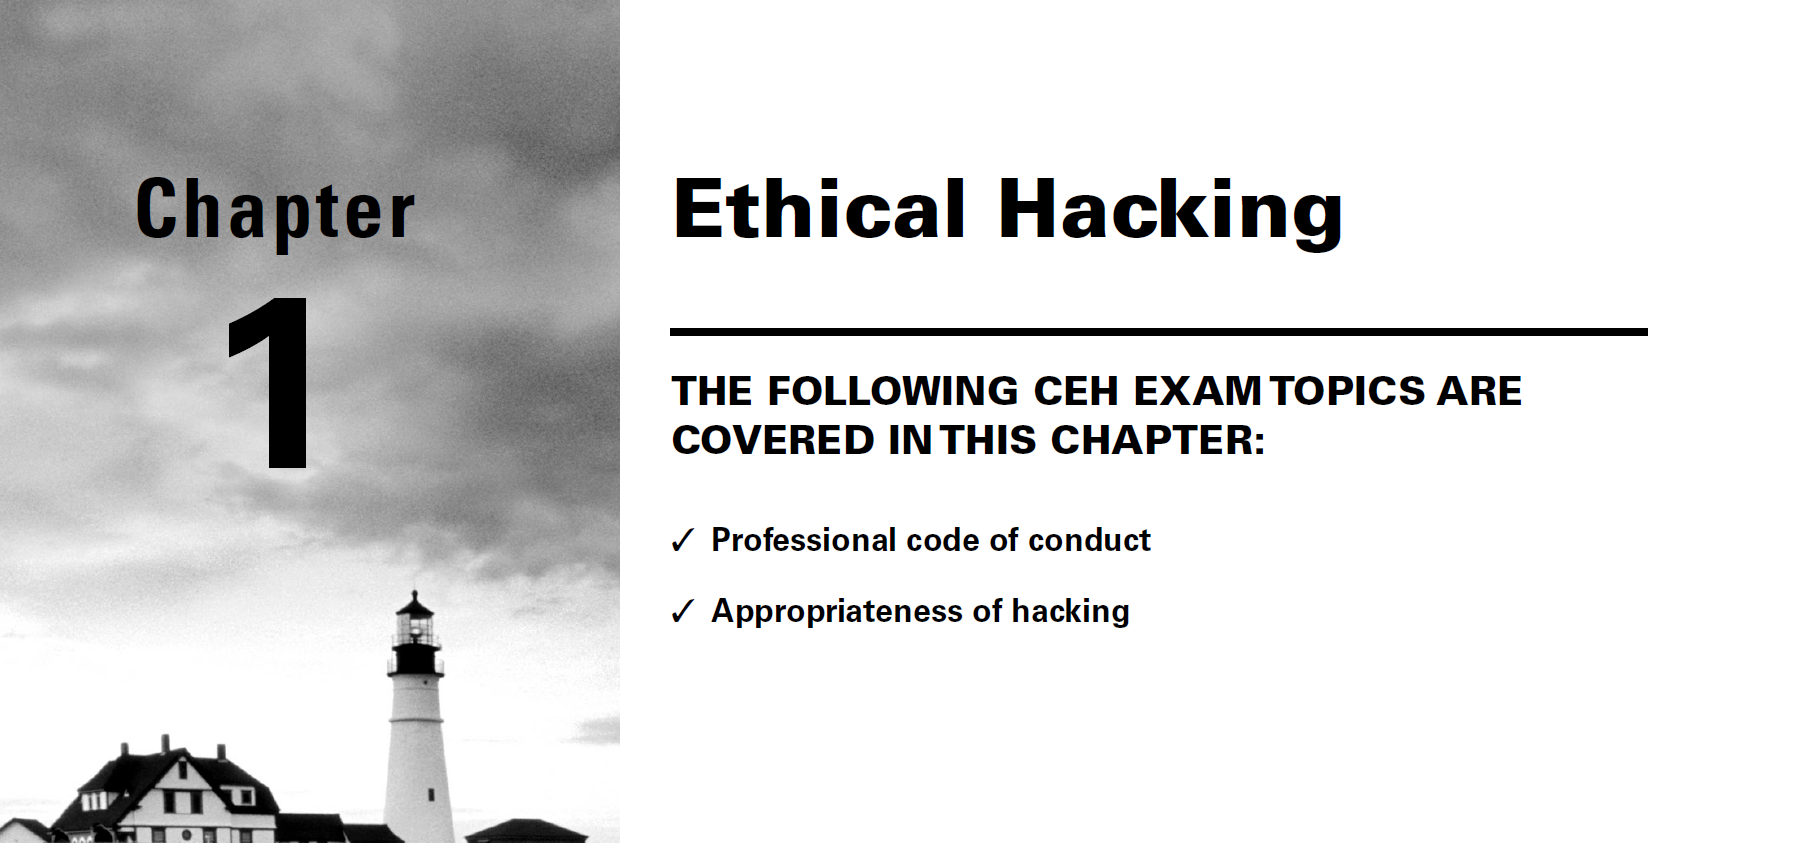 Chapter
1
Ethical Hacking
THE FOLLOWING CEH EXAM TOPICS ARE
COVERED IN THIS CHAPTER:
✓ Professional code of conduct
✓ Appropriateness of hacking